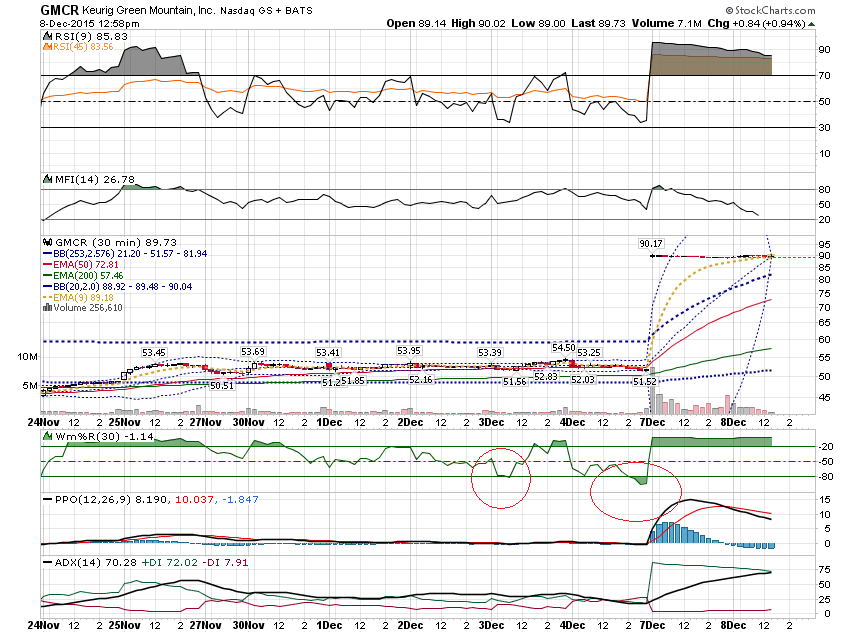 GMCR Keurig Green Mountain, Inc. Nasdaq GS + BATS
© StockCharts.com
8-Dec-2015 12:58pm
Open 89.14 High 90.02 Low 89.00 Last 89.73 Volume 7.1M Chg +0.84 (+0.94%)
RSI(9) 85.83
RSI(45) 83.56
90
70
50
30
10
MFI(14) 26.78
80
50
20
GMCR (30 min) 89.73
BB(253,2.576) 21.20 - 51.57 - 81.94
EMA(50) 72.81
EMA(200) 57.46
BB(20,2.0) 88.92 - 89.48 - 90.04
EMA(9) 89.18
Volume 256,610
90.17
95
90
85
80
75
70
65
60
55
50
45
10M
5M
53.45
53.69
53.41
53.95
53.39
54.50
53.25
50.51
51.2
51.85
52.16
51.56
52.83
52.03
51.52
24Nov 12 2 25Nov 12 2 27Nov 12 30Nov 12 2 1Dec 12 2 2Dec 12 2 3Dec 12 2 4Dec 12 2 7Dec 12 2 8Dec 12 2
Wm%R(30) -1.14
-20
-50
-80
PPO(12,26,9) 8.190, 10.037, -1.847
15
10
5
0
ADX(14) 70.28 +DI 72.02 -DI 7.91
75
50
25
0
24Nov 12 2 25Nov 12 2 27Nov 12 30Nov 12 2 1Dec 12 2 2Dec 12 2 3Dec 12 2 4Dec 12 2 7Dec 12 2 8Dec 12 2